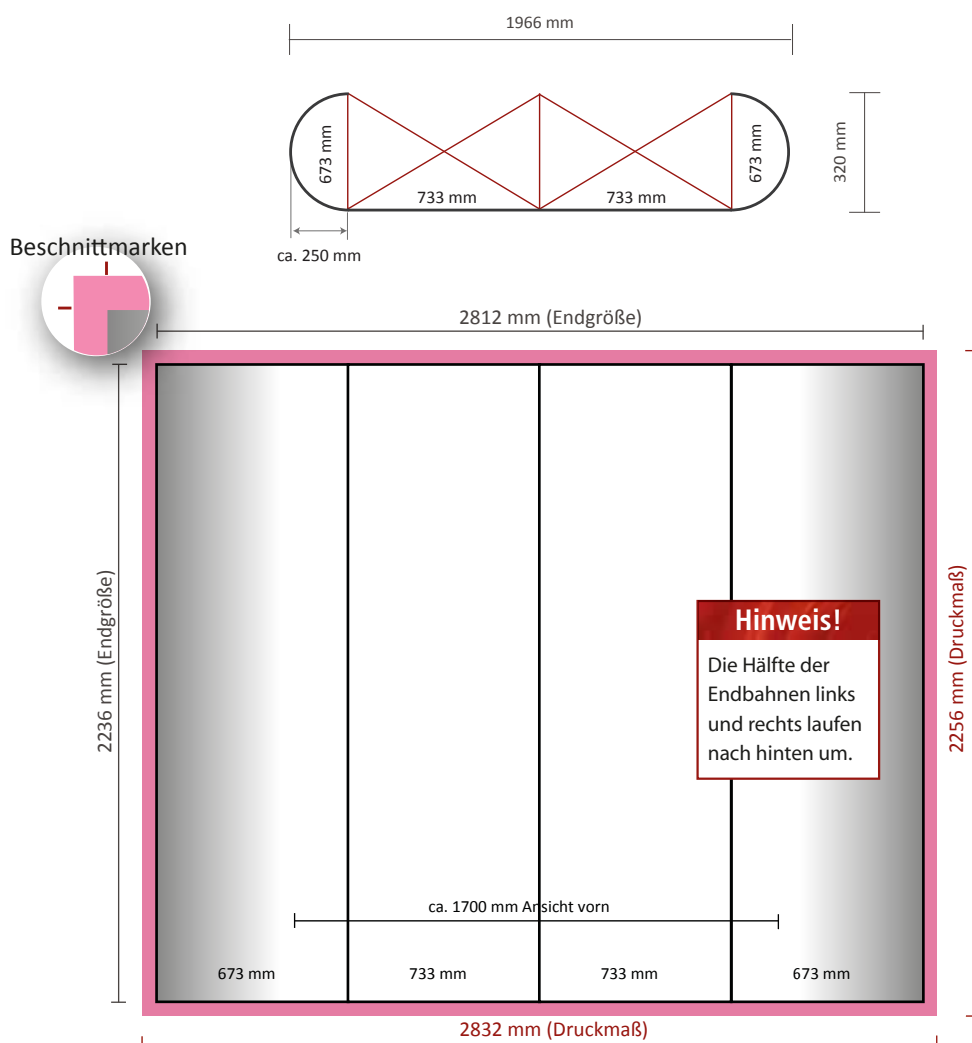 1966 mm
673 mm
733 mm
733 mm
673 mm
320 mm
ca. 250 mm
Beschnittmarken
2812 mm (Endgröße)
2236 mm (Endgröße)
Hinweis!
Die Hälfte der
Endbahnen links
und rechts laufen
nach hinten um.
2256 mm (Druckmaß)
ca. 1700 mm Ansicht vorn
673 mm
733 mm
733 mm
673 mm
2832 mm (Druckmaß)